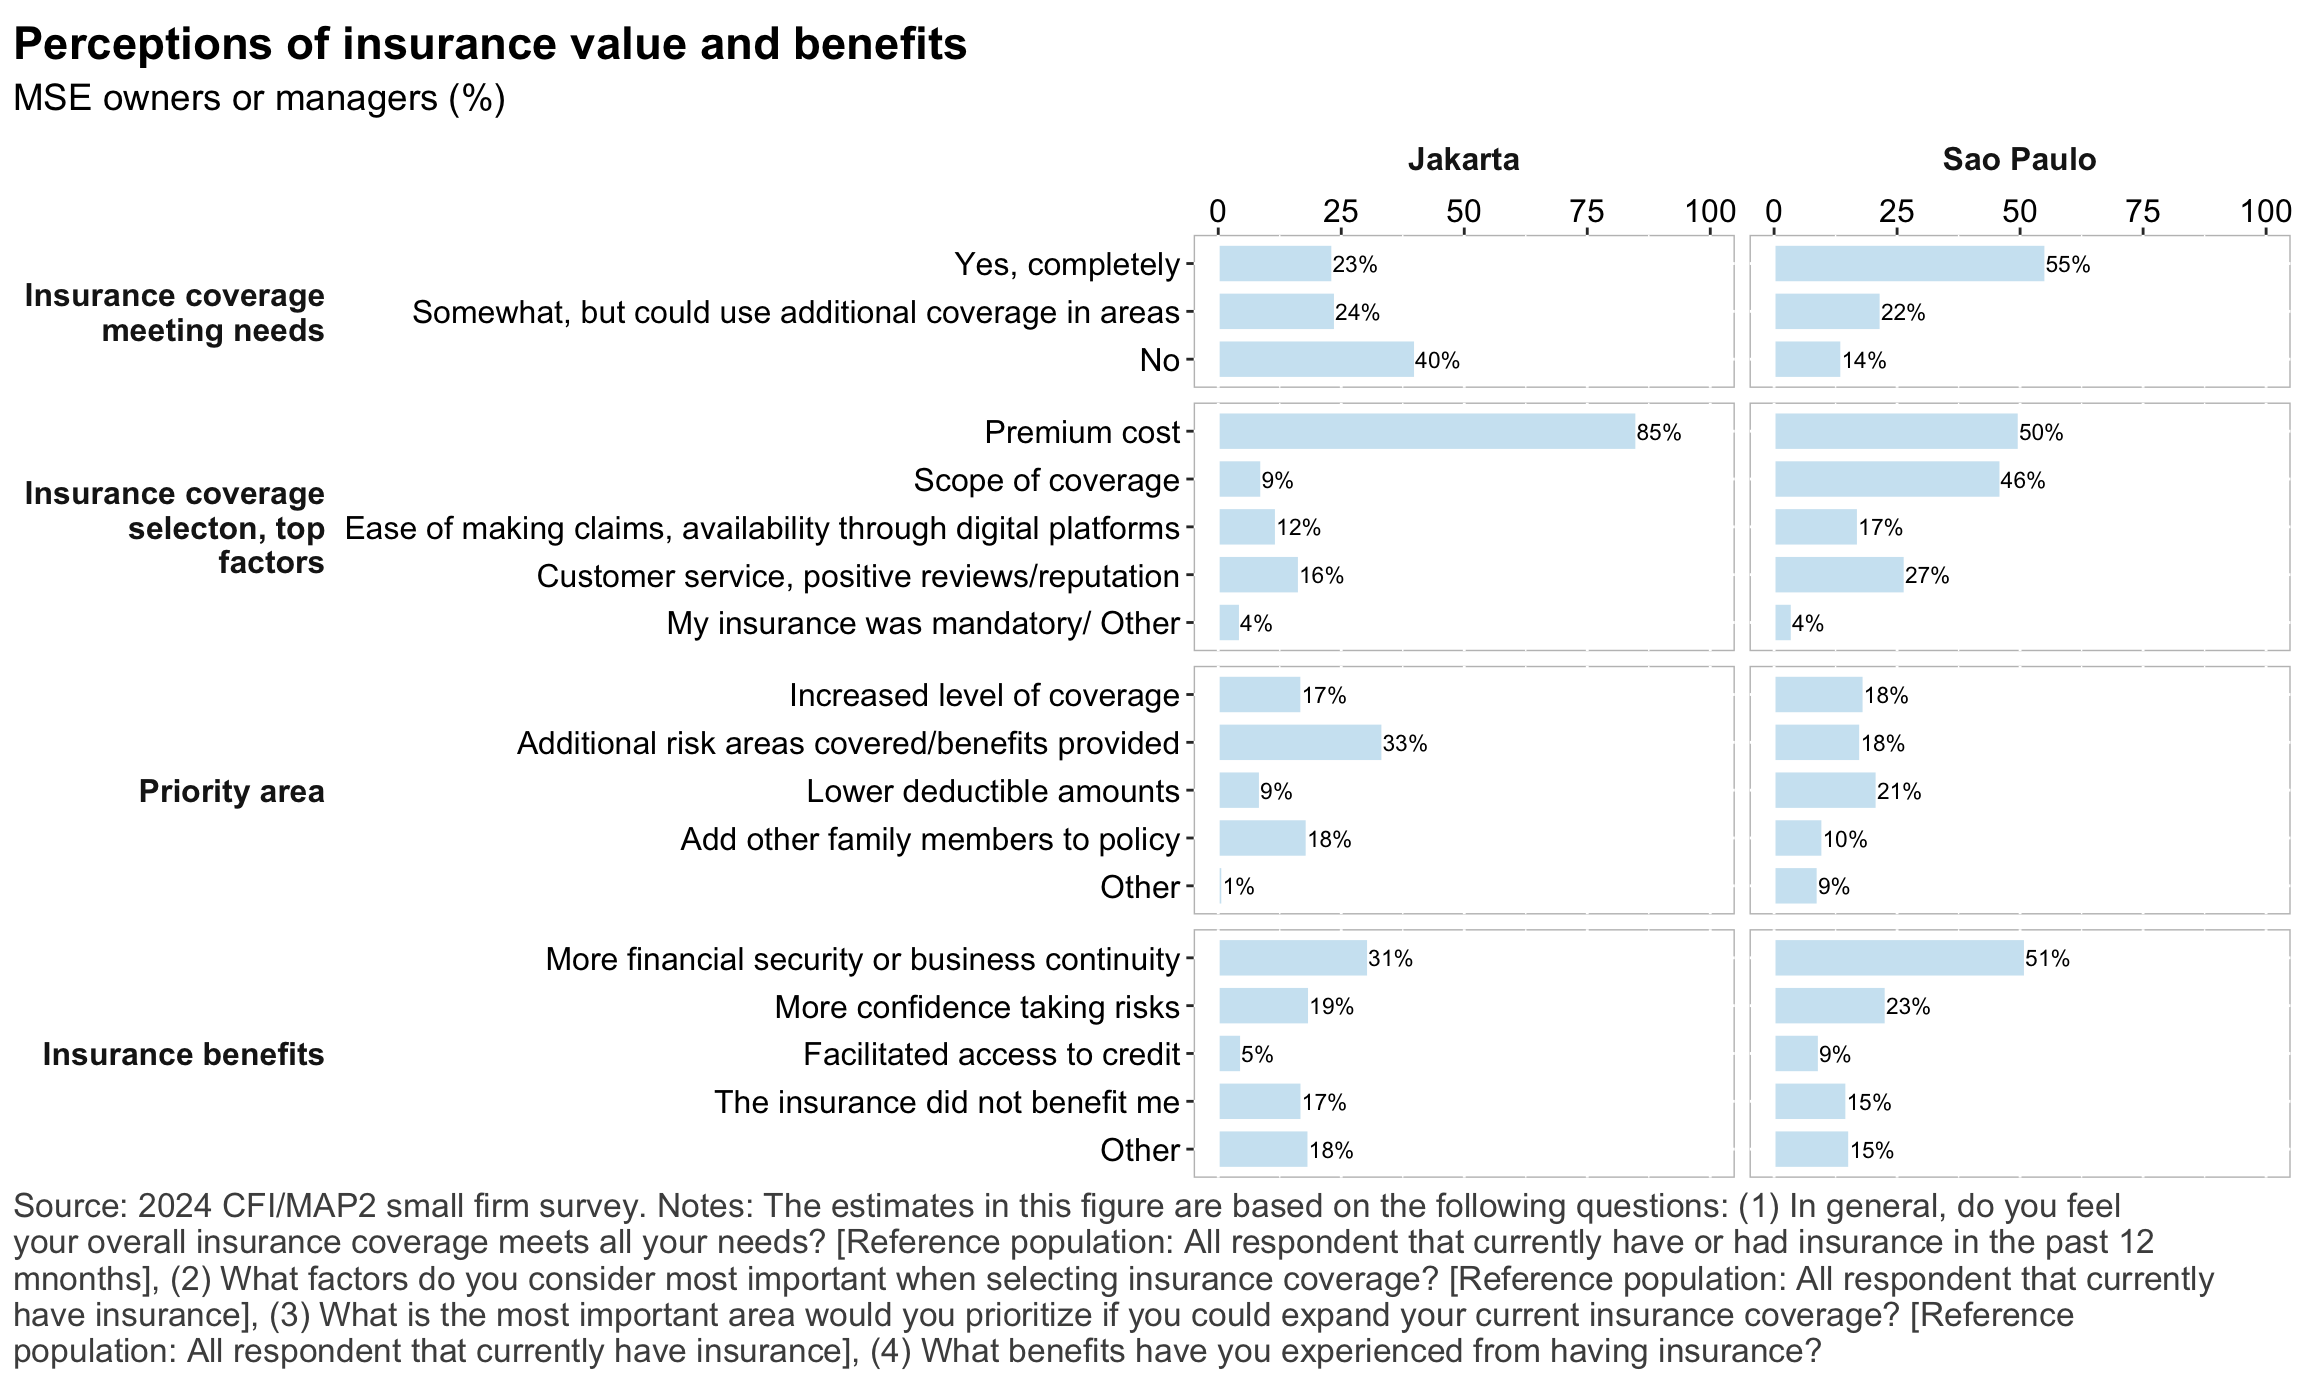 Perceptions of insurance value and benefits
MSE owners or managers (%)
Jakarta
Sao Paulo
0 25 50 75 100 0 25 50 75 100
Insurance coverage
meeting needs
Yes, completely 23% 55%
Somewhat, but could use additional coverage in areas 24% 22%
No 40% 14%
Insurance coverage
selecton, top
factors
Premium cost 85% 50%
Scope of coverage 9% 46%
Ease of making claims, availability through digital platforms 12% 17%
Customer service, positive reviews/reputation 16% 27%
My insurance was mandatory/ Other 4% 4%
Priority area
Increased level of coverage 17% 18%
Additional risk areas covered/benefits provided 33% 18%
Lower deductible amounts 9% 21%
Add other family members to policy 18% 10%
Other 1% 9%
Insurance benefits
More financial security or business continuity 31% 51%
More confidence taking risks 19% 23%
Facilitated access to credit 5% 9%
The insurance did not benefit me 17% 15%
Other 18% 15%
Source: 2024 CFI/MAP2 small firm survey. Notes: The estimates in this figure are based on the following questions: (1) In general, do you feel
your overall insurance coverage meets all your needs? [Reference population: All respondent that currently have or had insurance in the past 12
mnonths], (2) What factors do you consider most important when selecting insurance coverage? [Reference population: All respondent that currently
have insurance], (3) What is the most important area would you prioritize if you could expand your current insurance coverage? [Reference
population: All respondent that currently have insurance], (4) What benefits have you experienced from having insurance?